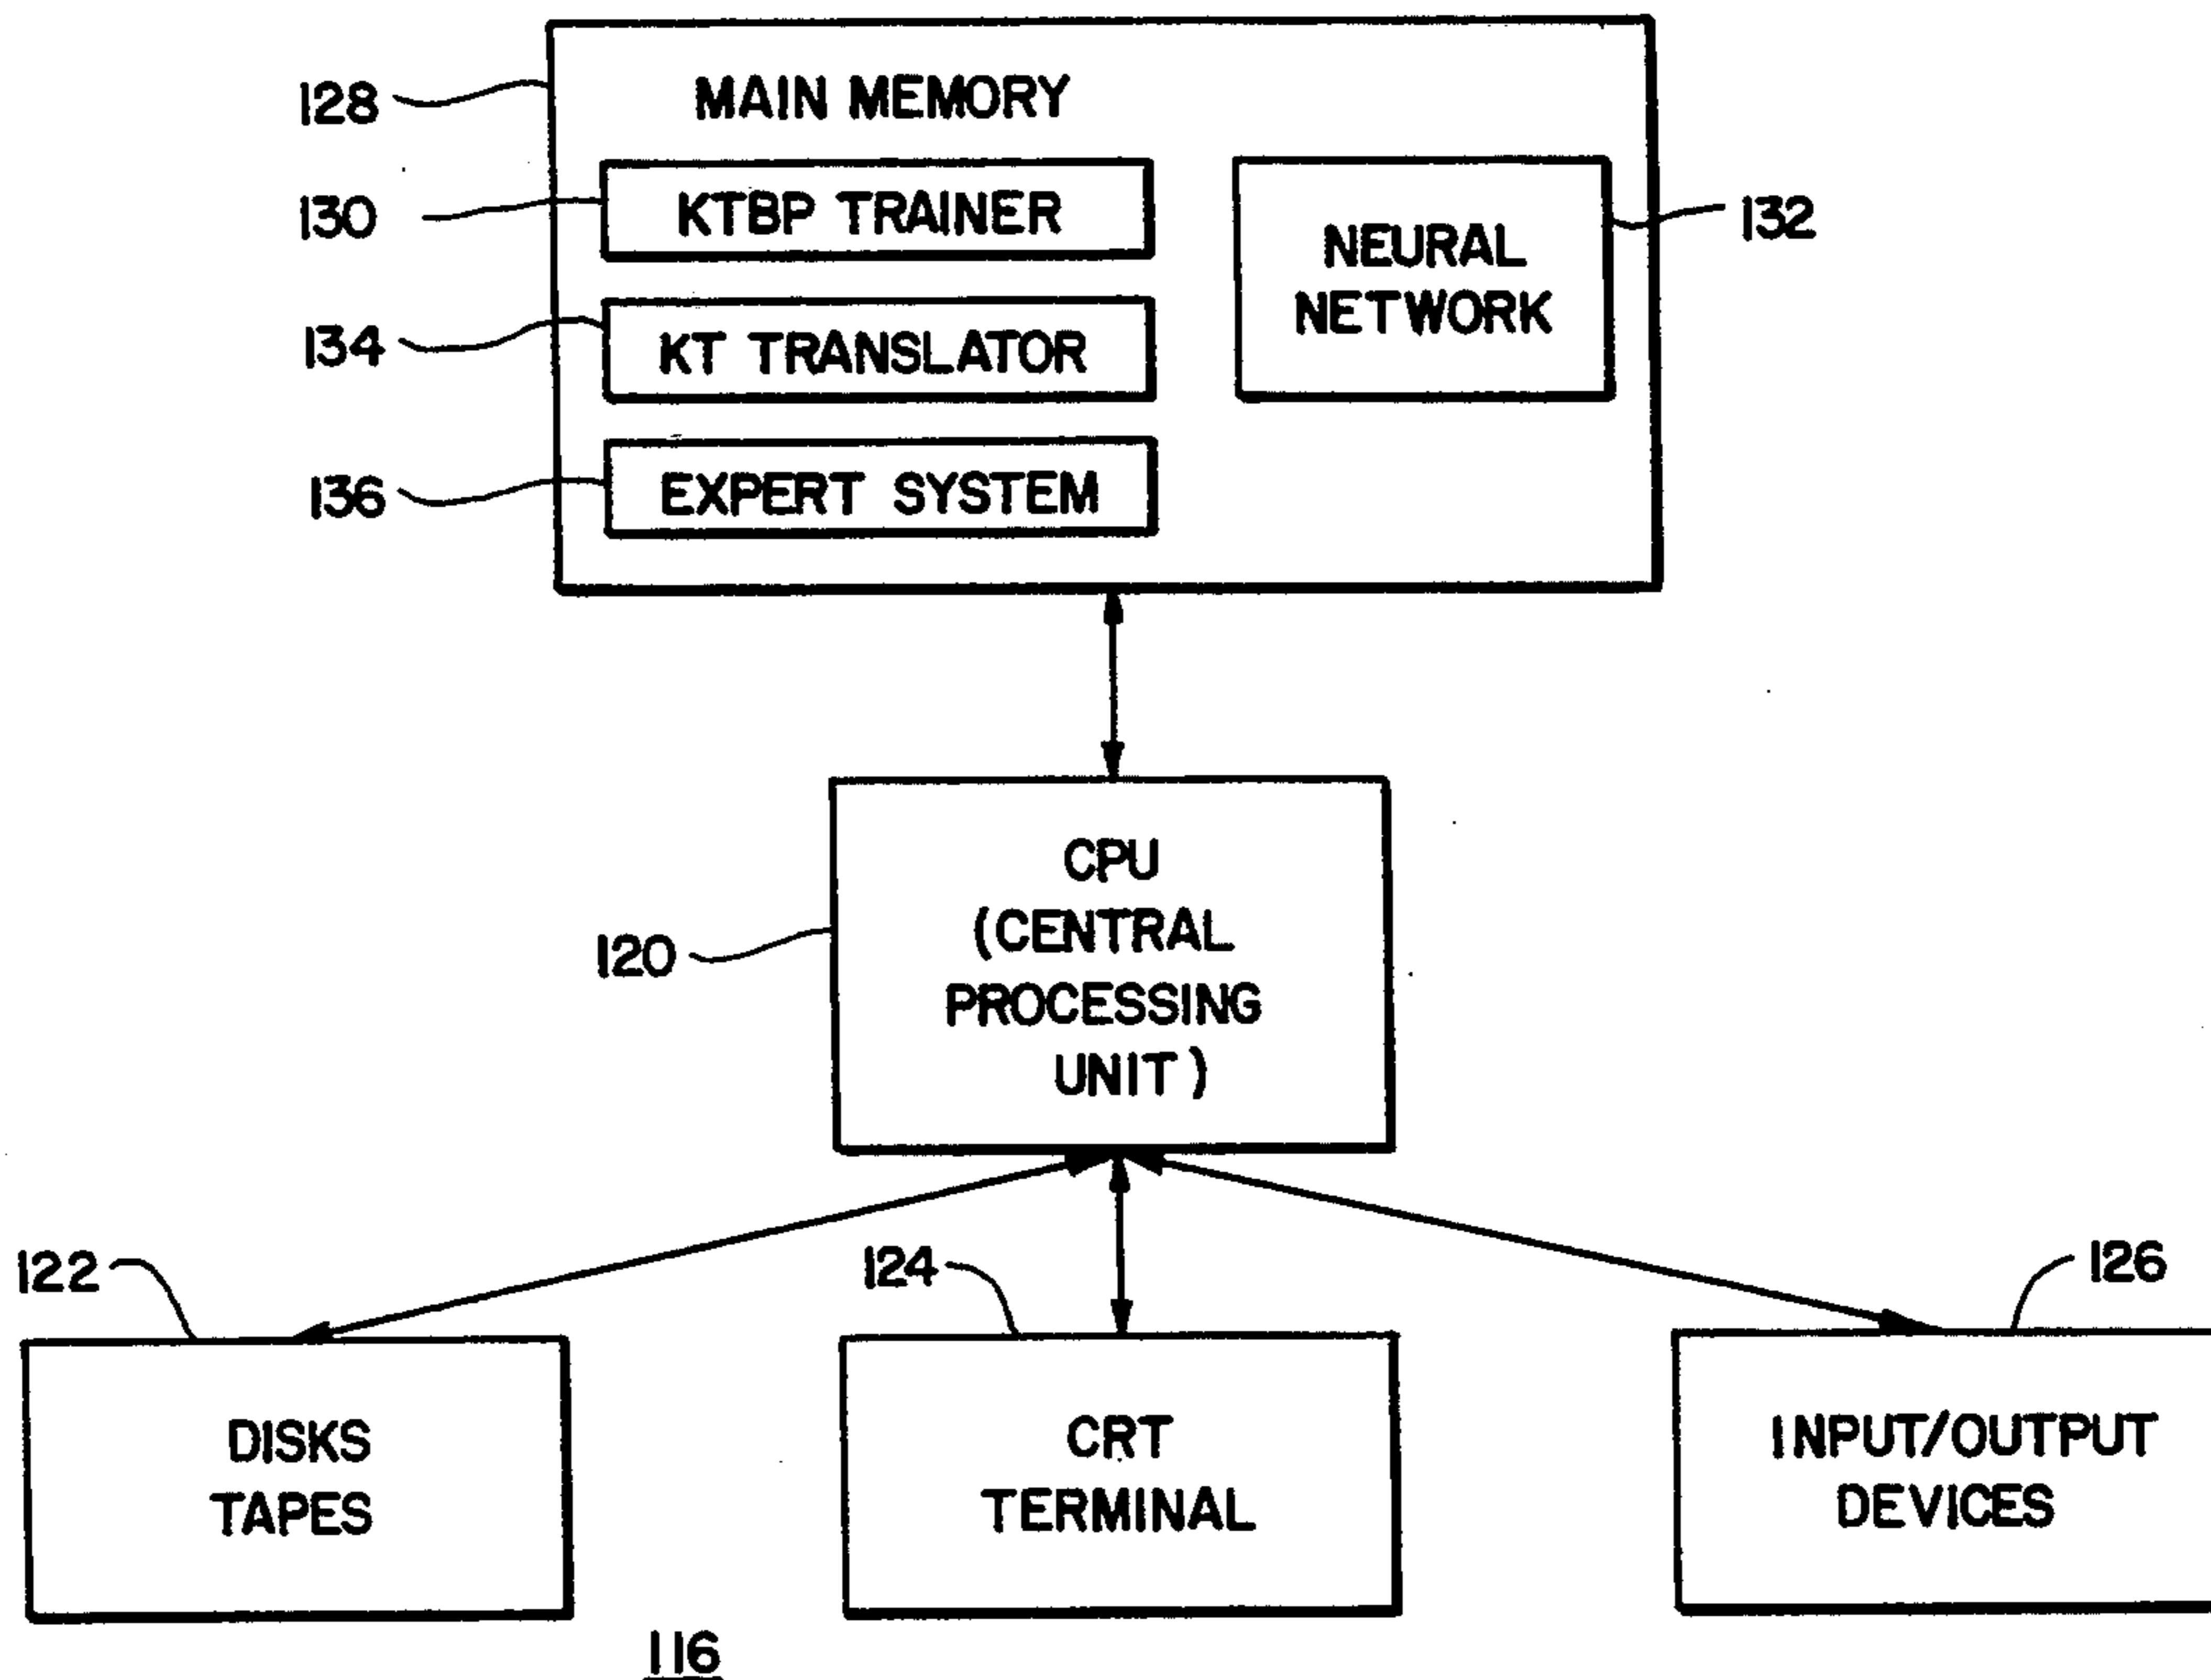 128
MAIN MEMORY
130
KTBP TRAINER
NEURAL
NETWORK
132
134
KT TRANSLATOR
136
EXPERT SYSTEM
120
CPU
(CENTRAL
PROCESSING
UNIT)
122
124
126
DISKS
TAPES
CRT
TERMINAL
INPUT/OUTPUT
DEVICES
116